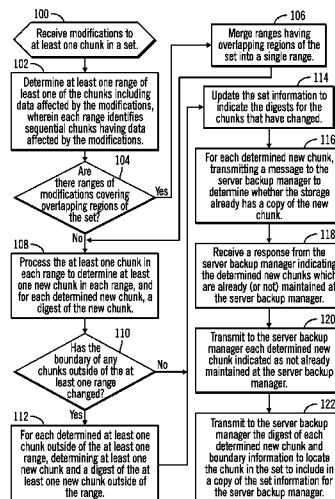 100
Receive modifications to
at least one chunk in a set.
102
Determine at least one range of
least one of the chunks including
data affected by the modifications,
wherein each range identifies
sequential chunks having data
affected by the modifications.
104
Are
there ranges of
modifications covering
overlapping regions of
the set?
Yes
No
106
Merge ranges having
overlapping regions of the
set into a single range.
108
Process the at least one chunk in
each range to determine at least
one new chunk in each range, and
for each determined new chunk, a
digest of the new chunk.
110
Has the
boundary of any
chunks outside of the at
least one range
changed?
No
Yes
112
For each determined at least one
chunk outside of the at least one
range, determining at least one
new chunk and a digest of the at
least one new chunk outside of
the range.
114
Update the set information to
indicate the digests for the
chunks that have changed.
116
For each determined new chunk,
transmitting a message to the
server backup manager to
determine whether the storage
already has a copy of the new
chunk.
118
Receive a response from the
server backup manager indicating
the determined new chunks which
are already (or not) maintained at
the server backup manager.
120
Transmit to the server backup
manager each determined new
chunk indicated as not already
maintained at the server backup
manager.
122
Transmit to the server backup
manager the digest of each
determined new chunk and
boundary information to locate
the chunk in the set to include in
a copy of the set information for
the server backup manager.